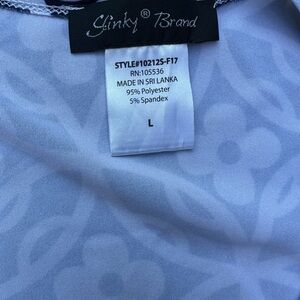 Slinky® Brand
STYLE#10212S-F17
RN:105536
MADE IN SRI LANKA
95% Polyester
5% Spandex
L